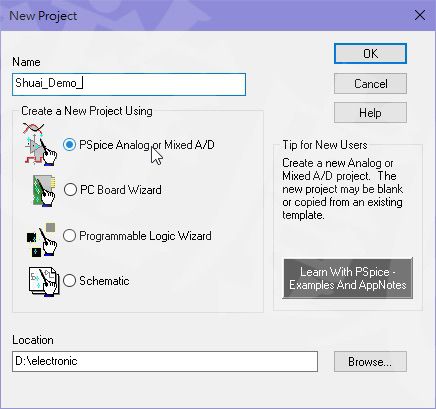 New Project
OK
Name
Shuai_Demo_
Cancel
Help
Create a New Project Using
PSpice Analog or Mixed A/D
PC Board Wizard
Programmable Logic Wizard
Schematic
Tip for New Users
Create a new Analog or
Mixed A/D project. The
new project may be blank
or copied from an existing
template.
Learn With PSpice -
Examples And AppNotes
Location
D:\electronic
Browse...